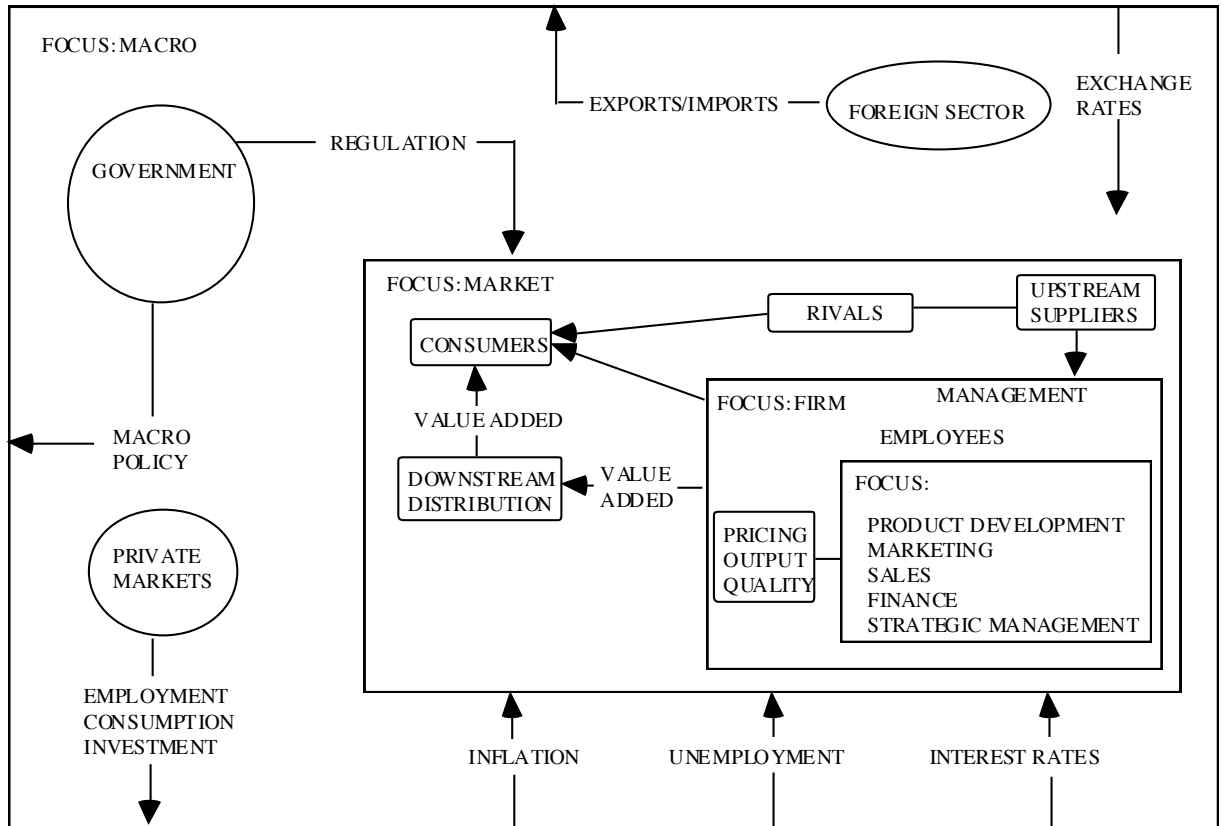 FOCUS: MACRO
EXPORTS/IMPORTS
FOREIGN SECTOR
EXCHANGE
RATES
GOVERNMENT
REGULATION
FOCUS: MARKET
CONSUMERS
RIVALS
UPSTREAM
SUPPLIERS
FOCUS: FIRM
MANAGEMENT
EMPLOYEES
VALUE ADDED
DOWNSTREAM
DISTRIBUTION
VALUE
ADDED
PRICING
OUTPUT
QUALITY
FOCUS:
PRODUCT DEVELOPMENT
MARKETING
SALES
FINANCE
STRATEGIC MANAGEMENT
MACRO
POLICY
PRIVATE
MARKETS
EMPLOYMENT
CONSUMPTION
INVESTMENT
INFLATION
UNEMPLOYMENT
INTEREST RATES